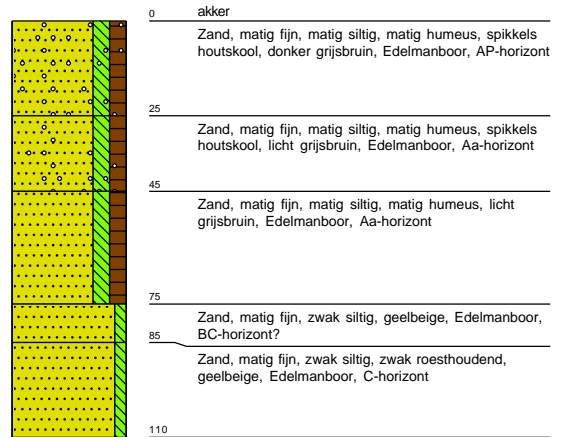 0 akker
Zand, matig fijn, matig siltig, matig humeus, spikkels
houtskool, donker grijsbruin, Edelmanboor, AP-horizont
25
Zand, matig fijn, matig siltig, matig humeus, spikkels
houtskool, licht grijsbruin, Edelmanboor, Aa-horizont
45
Zand, matig fijn, matig siltig, matig humeus, licht
grijsbruin, Edelmanboor, Aa-horizont
75
Zand, matig fijn, zwak siltig, geelbeige, Edelmanboor,
BC-horizont?
85
Zand, matig fijn, zwak siltig, zwak roesthoudend,
geelbeige, Edelmanboor, C-horizont
110